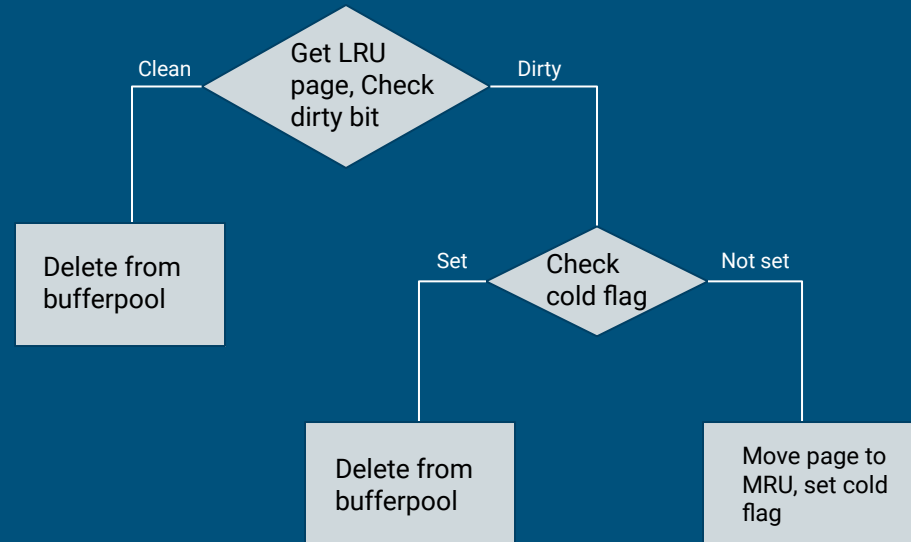 Get LRU
page, Check
dirty bit
Clean
Dirty
Delete from
bufferpool
Check
cold flag
Set
Not set
Delete from
bufferpool
Move page to
MRU, set cold
flag